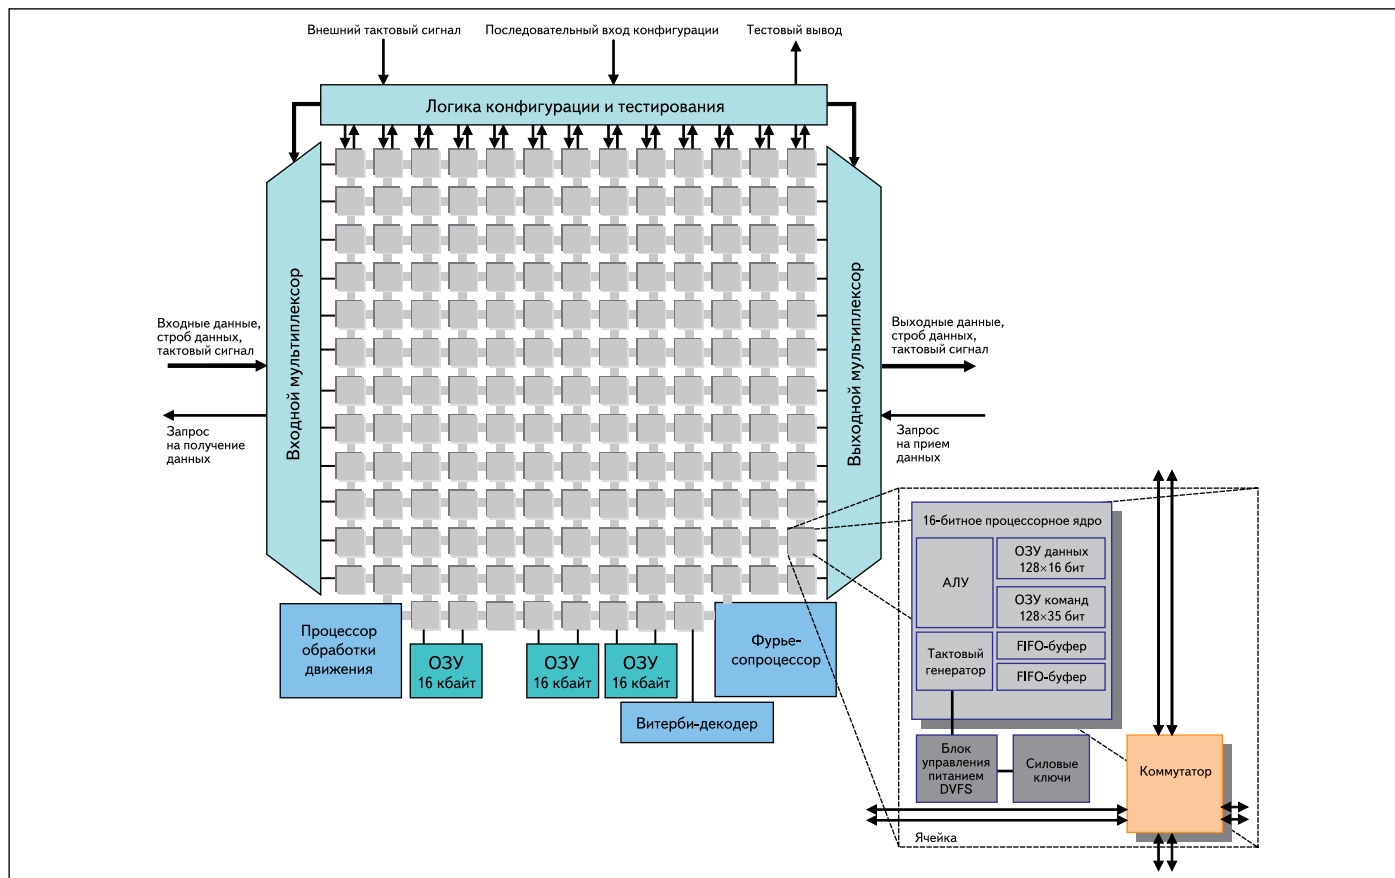 Внешний тактовый сигнал
Последовательный вход конфигурации
Тестовый вывод
Логика конфигурации и тестирования
Входной мультиплексор
Выходной мультиплексор
Входные данные,
строб данных,
тактовый сигнал
Запрос
на получение
данных
Выходные данные,
строб данных,
тактовый сигнал
Запрос
на прием
данных
Процессор
обработки
движения
ОЗУ
16 кбайт
ОЗУ
16 кбайт
ОЗУ
16 кбайт
Фурье-
сопроцессор
Витерби-декодер
16-битное процессорное ядро
АЛУ
ОЗУ данных
128×16 бит
ОЗУ команд
128×35 бит
Тактовый
генератор
FIFO-буфер
FIFO-буфер
Блок
управления
питанием
DVFS
Силовые
ключи
Коммутатор
Ячейка